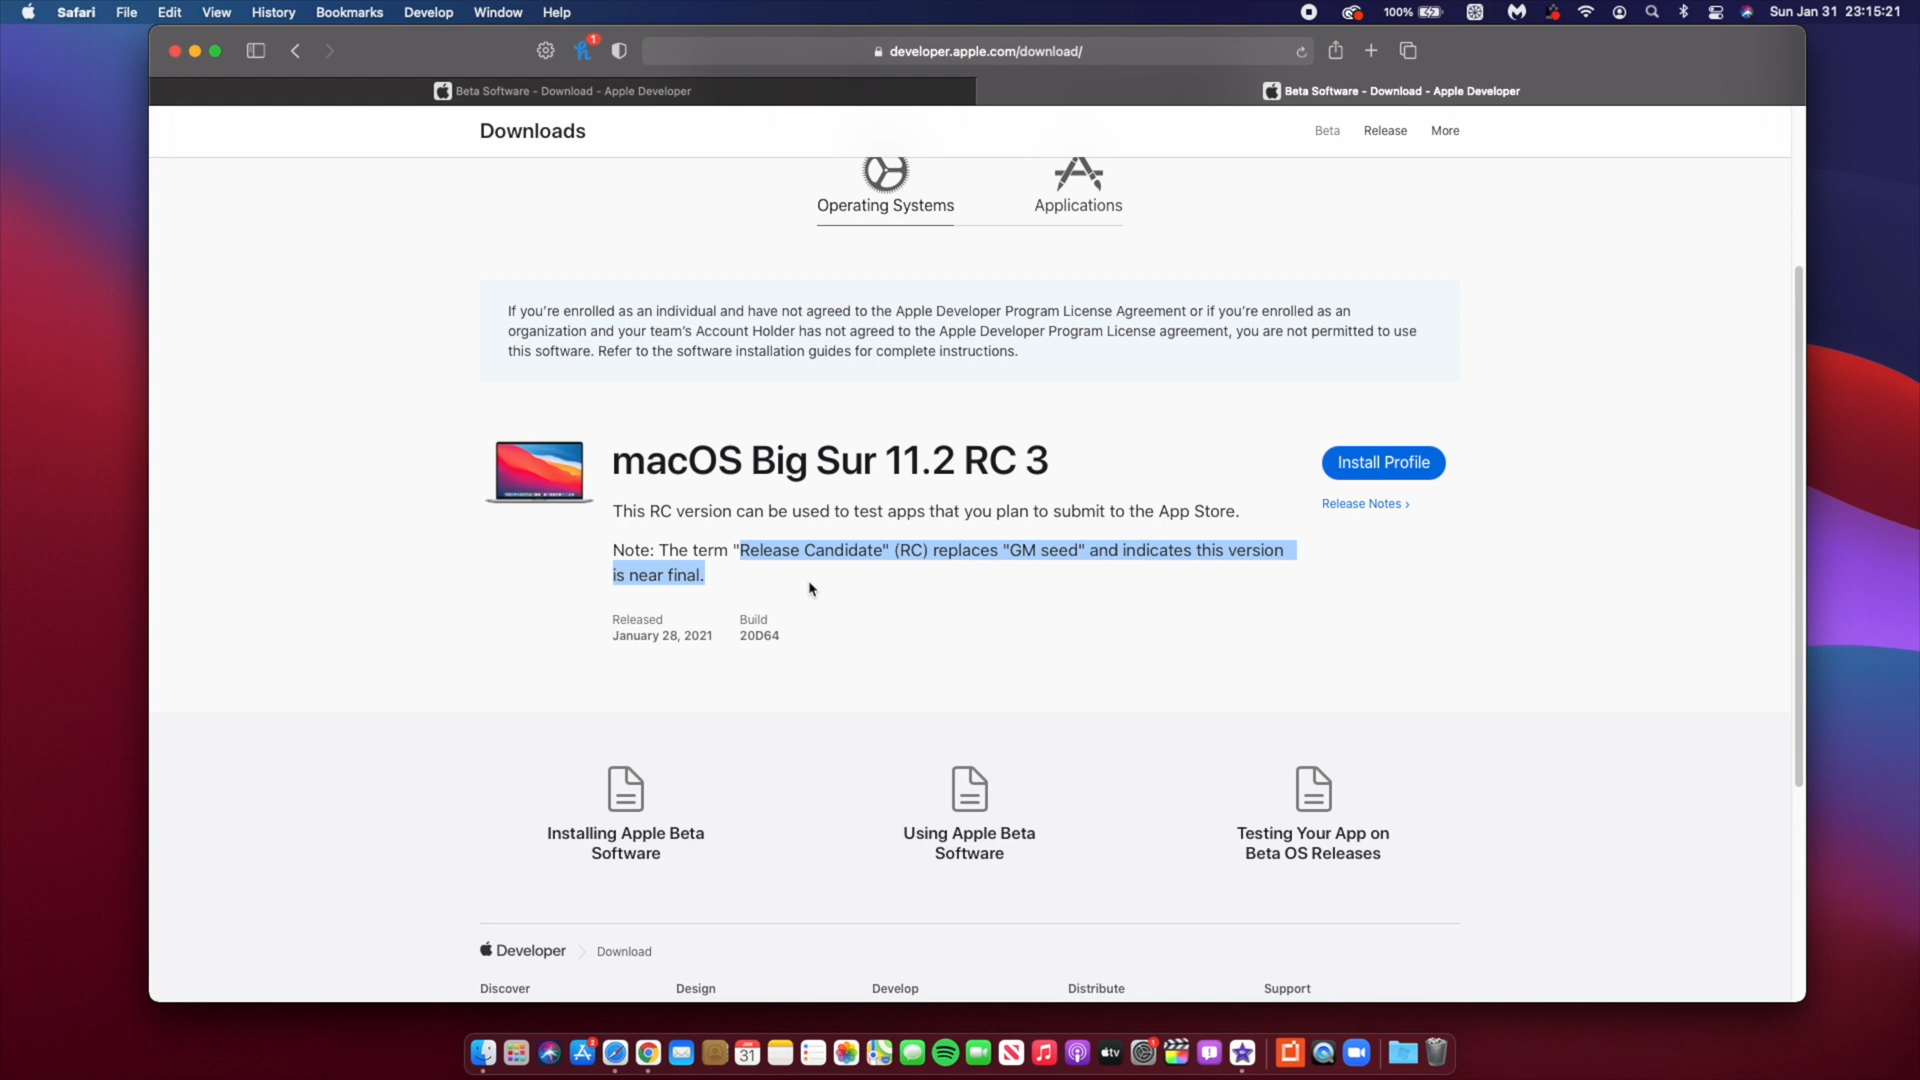 Safari File Edit View History Bookmarks Develop Window Help
100%
Sun Jan 31 23:15:21
1
developer.apple.com/download/
Beta Software - Download - Apple Developer
Beta Software - Download - Apple Developer
Downloads
Beta Release More
Operating Systems
Applications
If you're enrolled as an individual and have not agreed to the Apple Developer Program License Agreement or if you're enrolled as an
organization and your team's Account Holder has not agreed to the Apple Developer Program License agreement, you are not permitted to use
this software. Refer to the software installation guides for complete instructions.
macOS Big Sur 11.2 RC 3
Install Profile
Release Notes ›
This RC version can be used to test apps that you plan to submit to the App Store.
Note: The term "Release Candidate" (RC) replaces "GM seed" and indicates this version
is near final.
Released
January 28, 2021
Build
20D64
Installing Apple Beta
Software
Using Apple Beta
Software
Testing Your App on
Beta OS Releases
Developer
Download
Discover Design Develop Distribute Support
2
31
tv
1